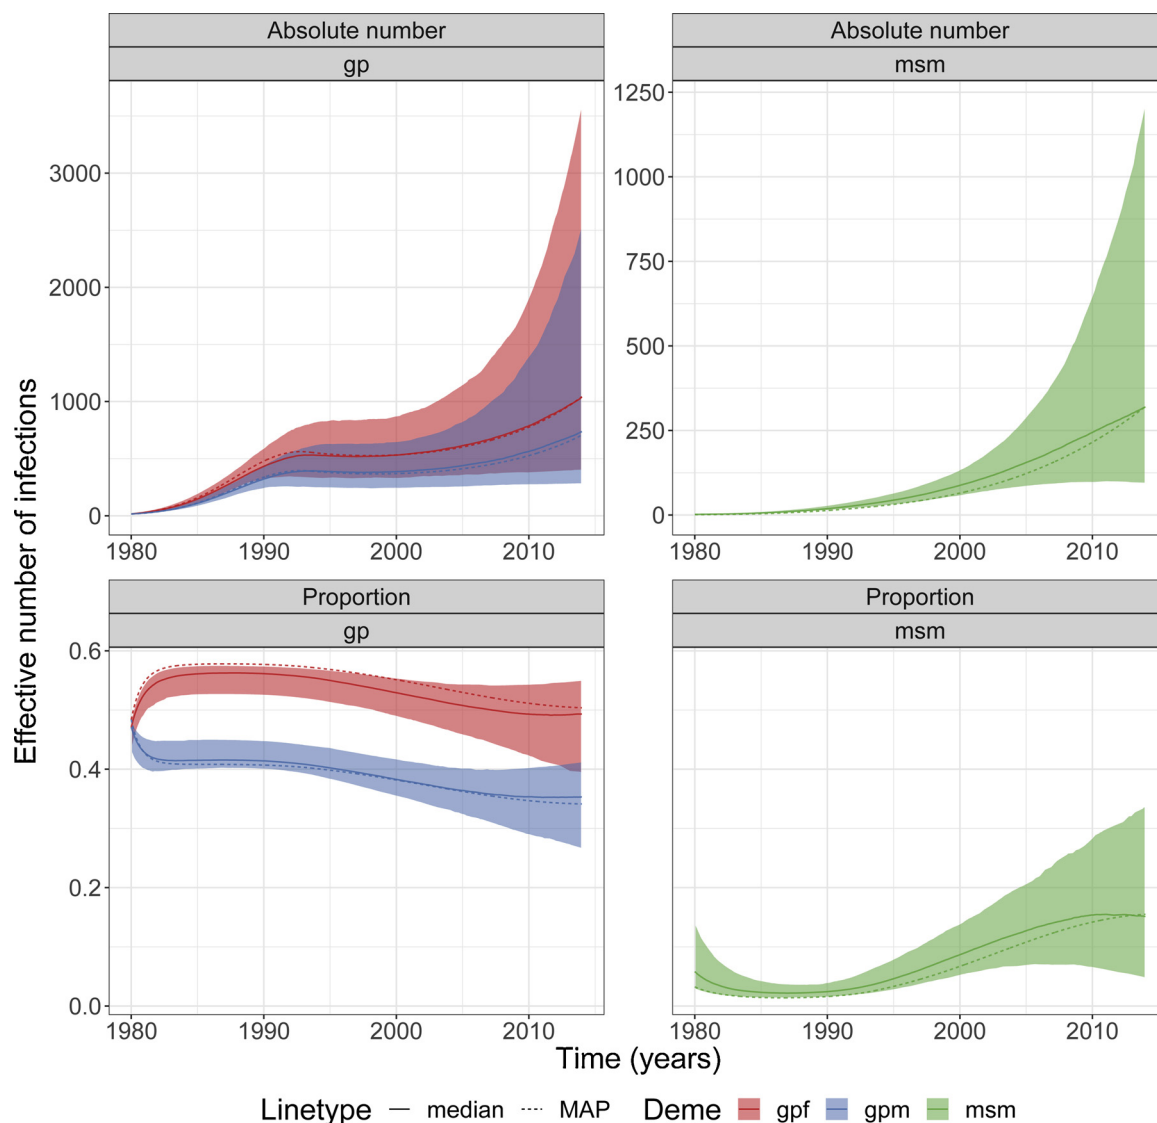 Absolute number
gp
Absolute number
msm
3000
2000
1000
0
1980 1990 2000 2010
1250
1000
750
500
250
0
1980 1990 2000 2010
Proportion
gp
Proportion
msm
0.6
0.4
0.2
0.0
1980 1990 2000 2010
1980 1990 2000 2010
Effective number of infections
Time (years)
Linetype median MAP Deme gpf gpm msm